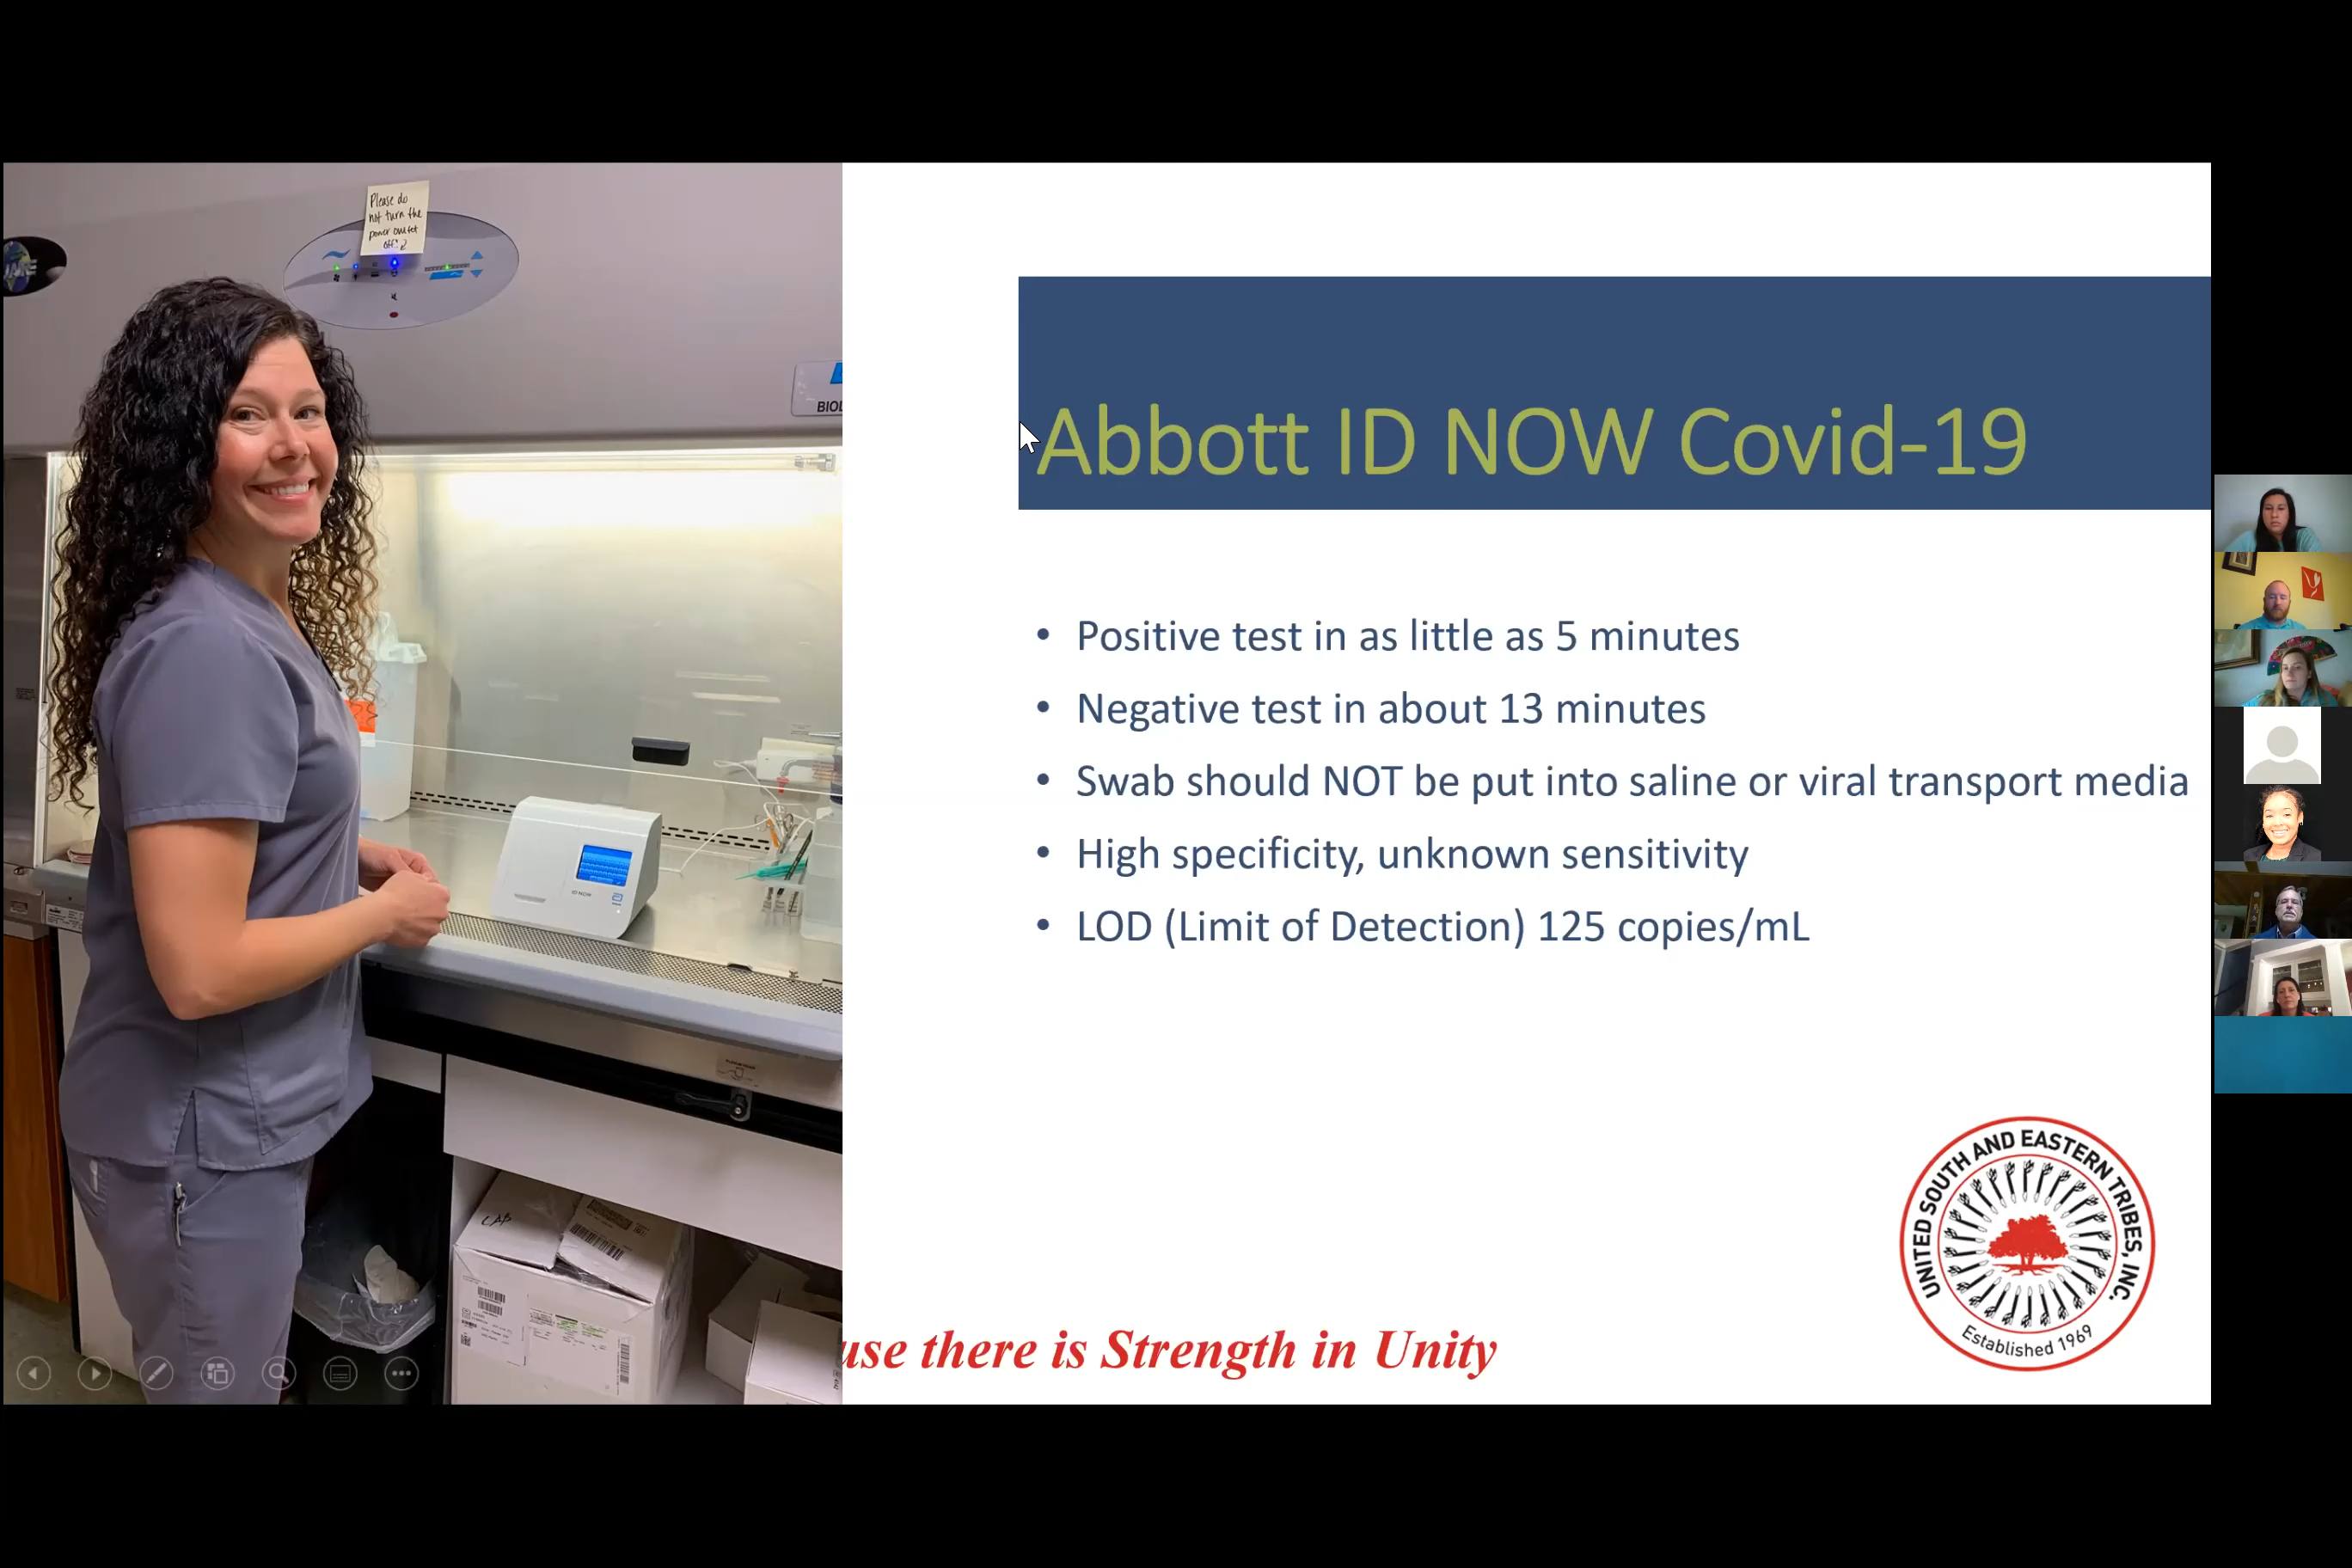 Please do
not turn the
power outlet
off!
BIOL
ID NOW
LAB
Abbott ID NOW Covid-19
• Positive test in as little as 5 minutes
• Negative test in about 13 minutes
• Swab should NOT be put into saline or viral transport media
• High specificity, unknown sensitivity
• LOD (Limit of Detection) 125 copies/mL
UNITED SOUTH AND EASTERN TRIBES, INC.
Established 1969
use there is Strength in Unity